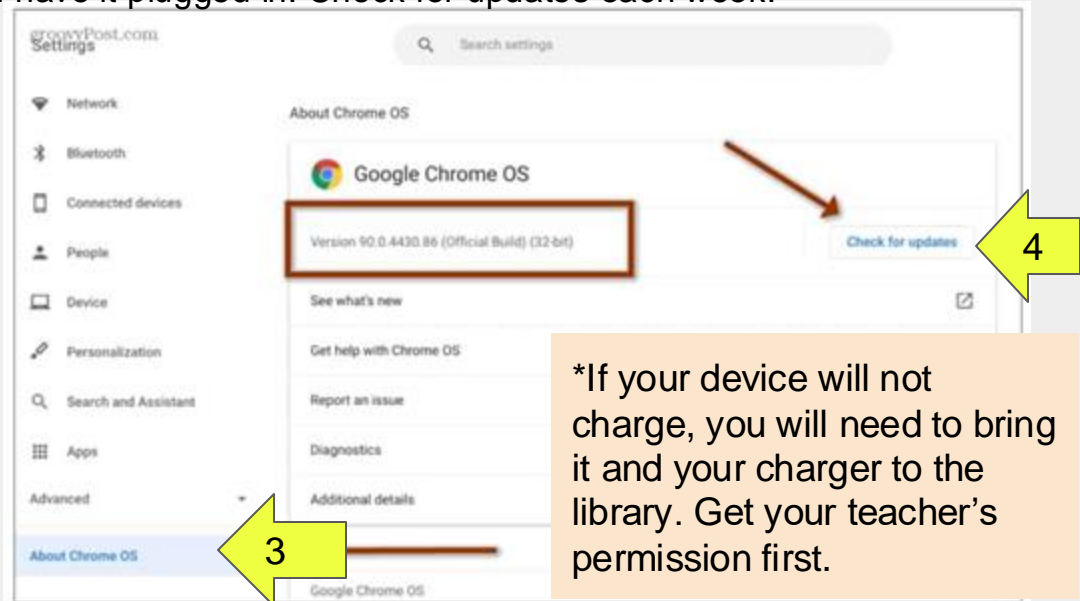 have it plugged in. Check for updates each week.
groovyPost.com
Settings
Search settings
Network
About Chrome OS
Bluetooth
Google Chrome OS
Connected devices
Version 90.0.4430.86 (Official Build) (32-bit)
Check for updates
4
People
Device
See what's new
Personalization
Get help with Chrome OS
Search and Assistant
Report an issue
Apps
Diagnostics
Advanced
Additional details
About Chrome OS
3
Google Chrome OS
*If your device will not
charge, you will need to bring
it and your charger to the
library. Get your teacher’s
permission first.